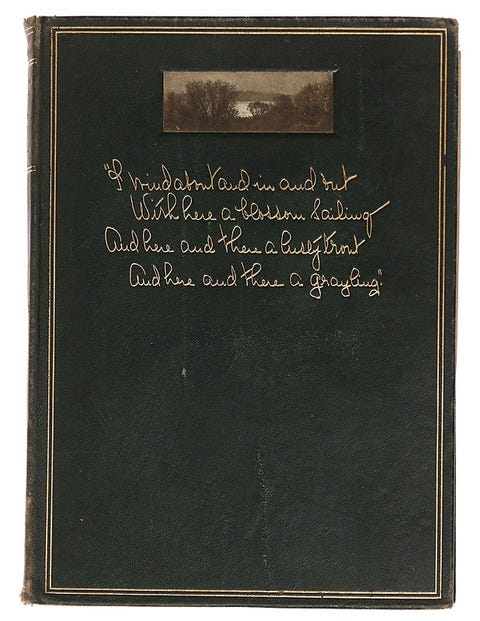 "I wind about and in and out
With here a blossom sailing
And here and there a lusty trout
And here and there a grayling."